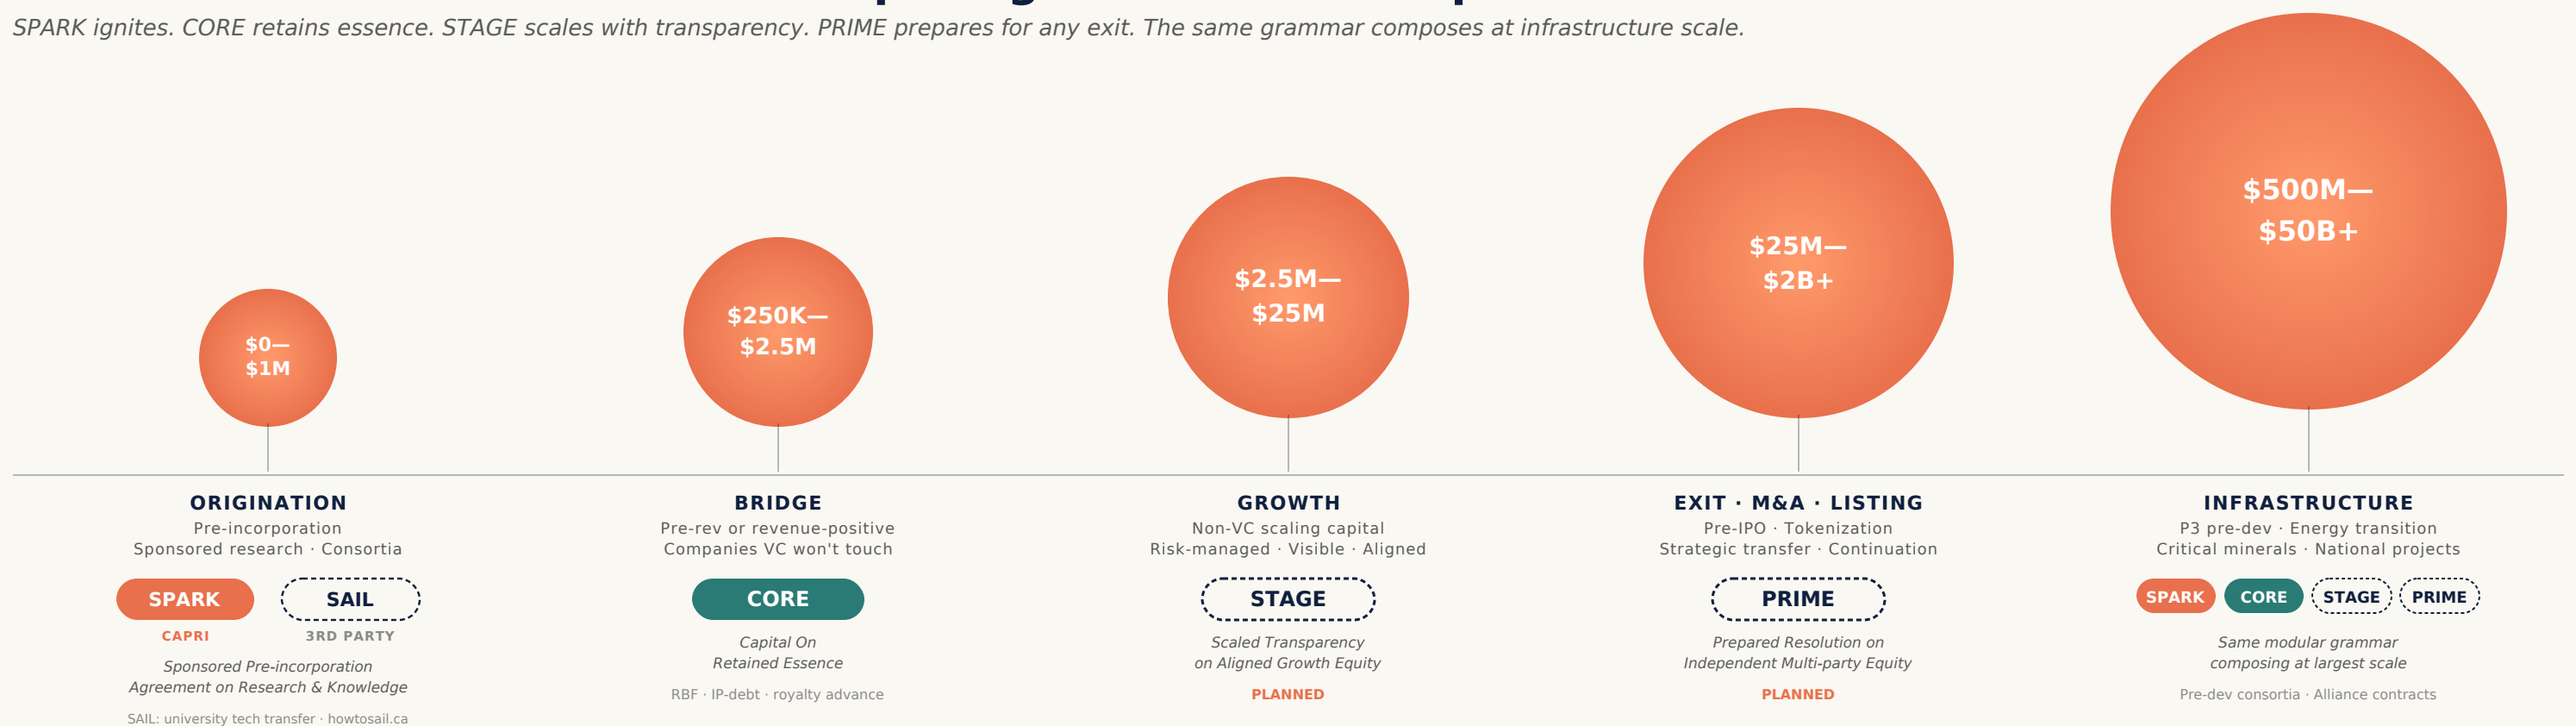 SPARK ignites. CORE retains essence. STAGE scales with transparency. PRIME prepares for any exit. The same grammar composes at infrastructure scale.
$0—
$1M
$250K—
$2.5M
$2.5M—
$25M
$25M—
$2B+
$500M—
$50B+
ORIGINATION
Pre-incorporation
Sponsored research · Consortia
SPARK
SAIL
CAPRI
3RD PARTY
Sponsored Pre-incorporation
Agreement on Research & Knowledge
SAIL: university tech transfer · howtosail.ca
BRIDGE
Pre-rev or revenue-positive
Companies VC won't touch
CORE
Capital On
Retained Essence
RBF · IP-debt · royalty advance
GROWTH
Non-VC scaling capital
Risk-managed · Visible · Aligned
STAGE
Scaled Transparency
on Aligned Growth Equity
PLANNED
EXIT · M&A · LISTING
Pre-IPO · Tokenization
Strategic transfer · Continuation
PRIME
Prepared Resolution on
Independent Multi-party Equity
PLANNED
INFRASTRUCTURE
P3 pre-dev · Energy transition
Critical minerals · National projects
SPARK
CORE
STAGE
PRIME
Same modular grammar
composing at largest scale
Pre-dev consortia · Alliance contracts